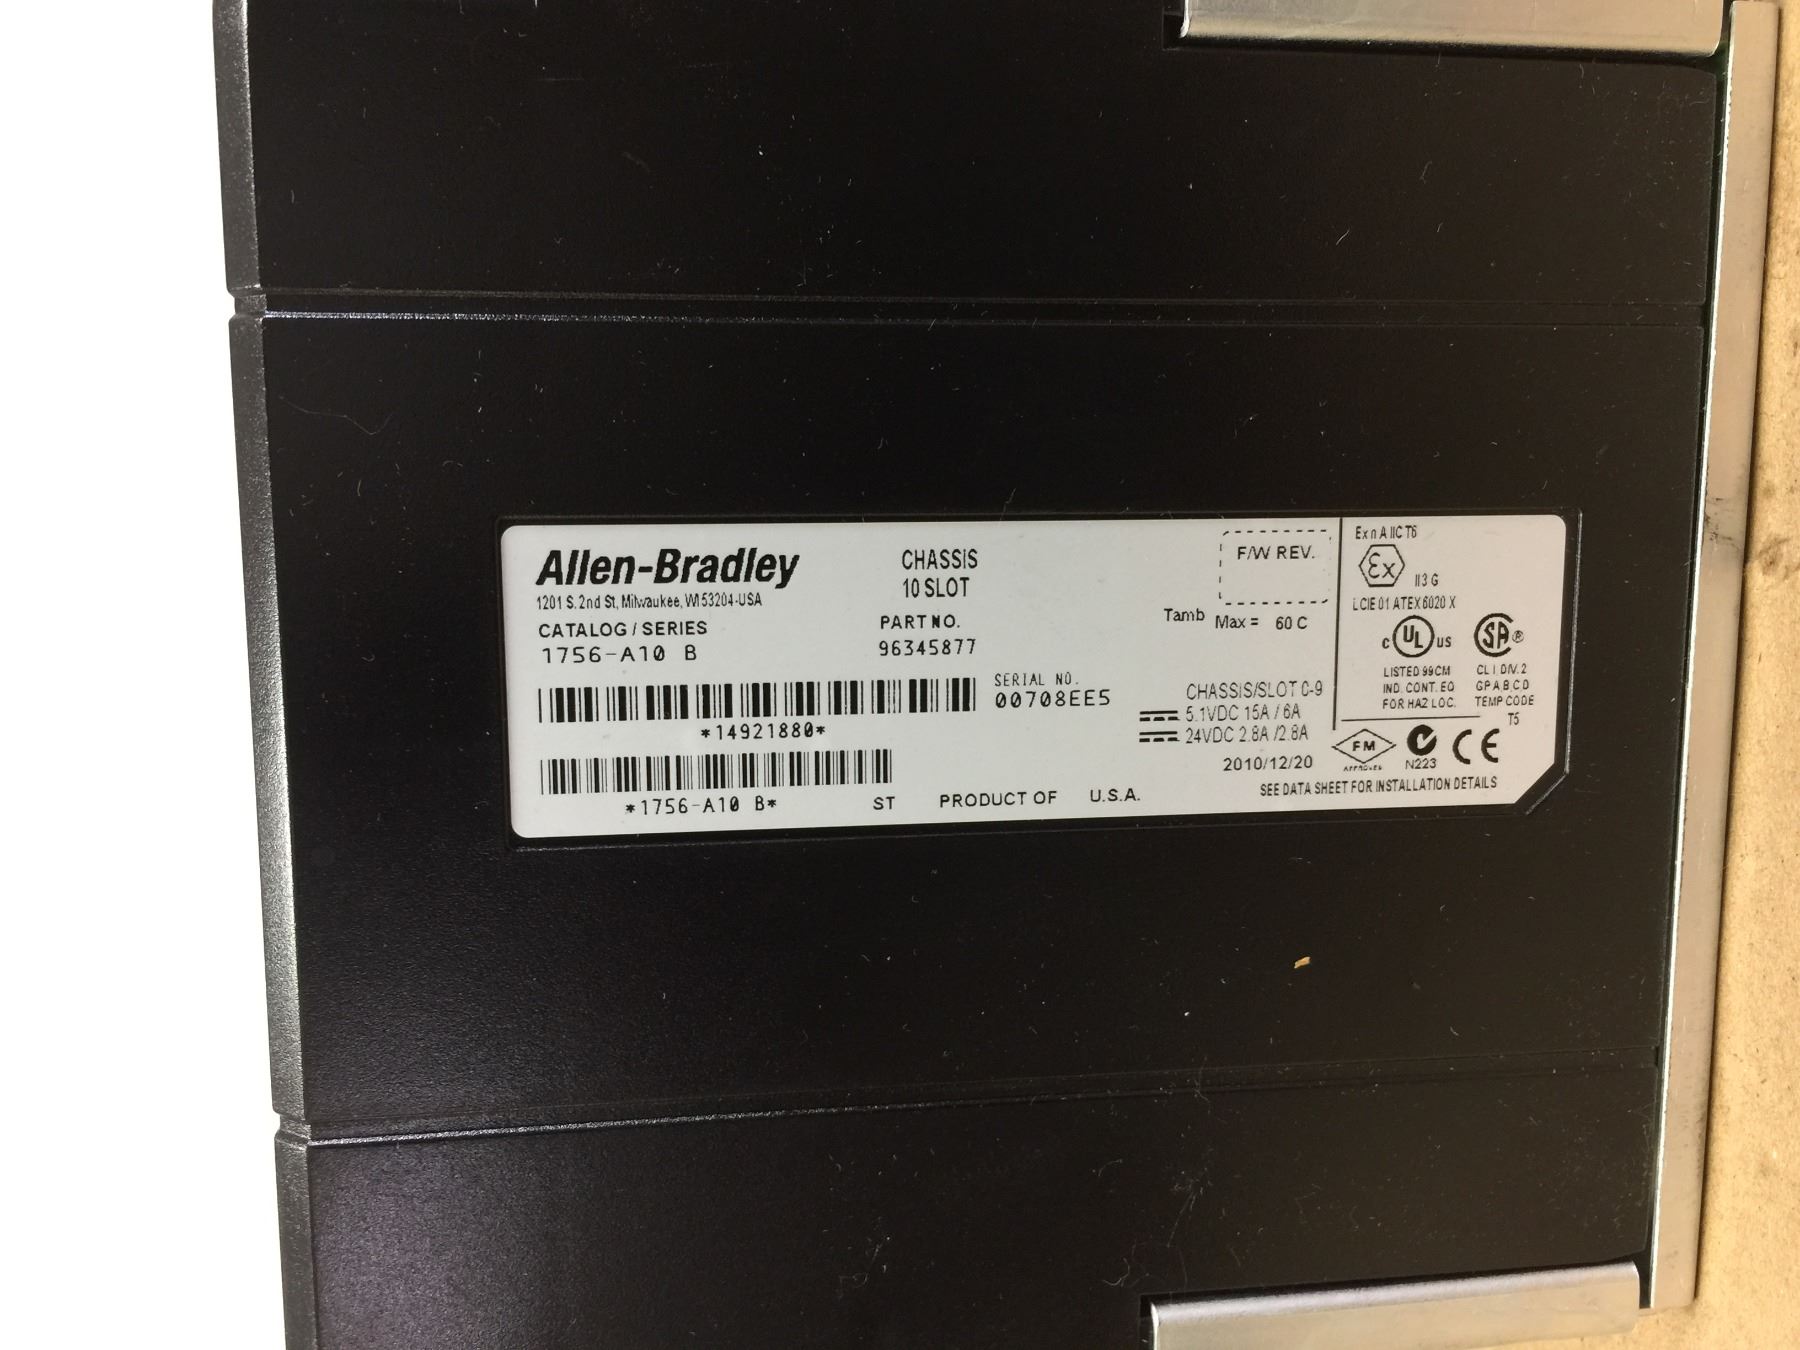 Allen-Bradley
1201 S. 2nd St, Milwaukee, WI 53204-USA
CATALOG / SERIES
1756-A10 B
CHASSIS
10 SLOT
PART NO.
96345877
*14921880*
SERIAL NO.
00708EE5
*1756-A10 B*
ST
PRODUCT OF U.S.A.
F/W REV.
Tamb Max = 60 C
CHASSIS/SLOT 0-9
5.1VDC 15A / 6A
24VDC 2.8A / 2.8A
2010/12/20
Ex n A IIC T6
Ex
II 3 G
LCIE 01 ATEX 6020 X
c UL us
LISTED 99CM
IND. CONT. EQ
FOR HAZ LOC.
SA ®
CL I DIV. 2
GP A,B,C,D
TEMP CODE
T5
FM
APPROVED
N223
CE
SEE DATA SHEET FOR INSTALLATION DETAILS